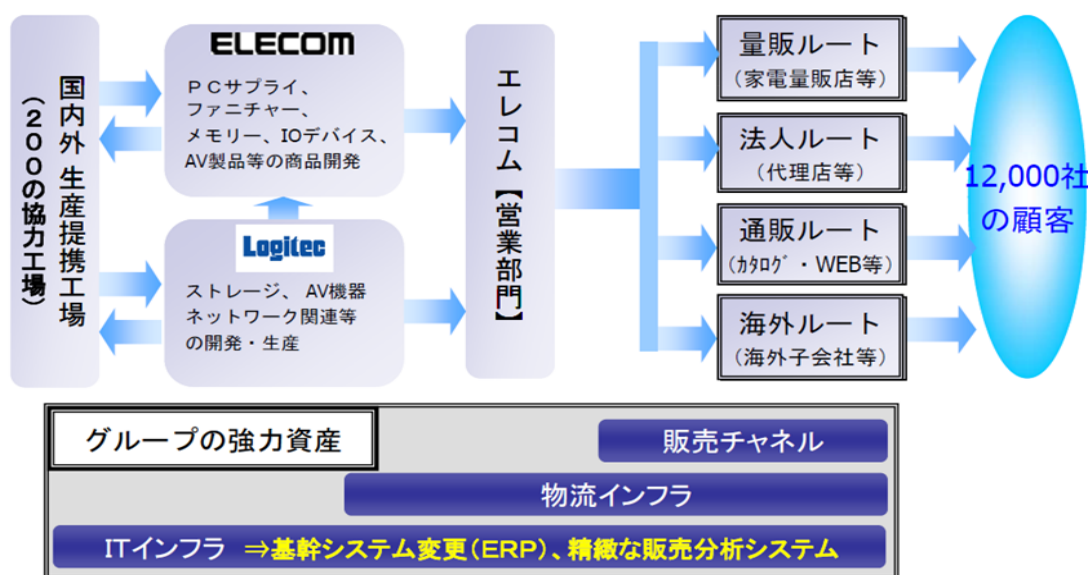 国内外 生産提携工場
(200の協力工場)
ELECOM
PCサプライ、
ファニチャー、
メモリー、IOデバイス、
AV製品等の商品開発
Logitec
ストレージ、AV機器
ネットワーク関連等
の開発・生産
エレコム【営業部門】
量販ルート
(家電量販店等)
法人ルート
(代理店等)
通販ルート
(ｶﾀﾛｸﾞ・WEB等)
海外ルート
(海外子会社等)
12,000社
の顧客
グループの強力資産
販売チャネル
物流インフラ
ITインフラ ⇒基幹システム変更(ERP)、精緻な販売分析システム